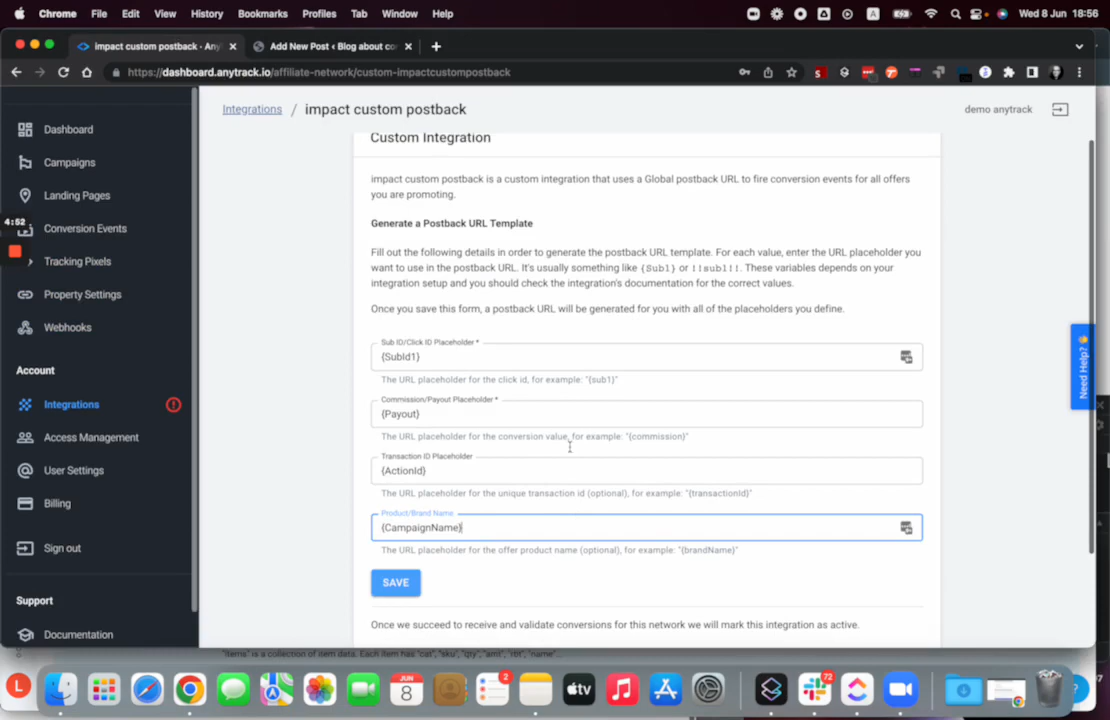 Chrome File Edit View History Bookmarks Profiles Tab Window Help
A
Wed 8 Jun 18:56
impact custom postback · Any
Add New Post ‹ Blog about co
https://dashboard.anytrack.io/affiliate-network/custom-impactcustompostback
Dashboard
Campaigns
Landing Pages
4:52
Conversion Events
Tracking Pixels
Property Settings
Webhooks
Account
Integrations
Access Management
User Settings
Billing
Sign out
Support
Documentation
Integrations / impact custom postback
demo anytrack
Custom Integration
impact custom postback is a custom integration that uses a Global postback URL to fire conversion events for all offers
you are promoting.
Generate a Postback URL Template
Fill out the following details in order to generate the postback URL template. For each value, enter the URL placeholder you
want to use in the postback URL. It's usually something like {Sub1} or !!sub1!!. These variables depends on your
integration setup and you should check the integration's documentation for the correct values.
Once you save this form, a postback URL will be generated for you with all of the placeholders you define.
Sub ID/Click ID Placeholder *
{SubId1}
The URL placeholder for the click id, for example: "{sub1}"
Commission/Payout Placeholder *
{Payout}
The URL placeholder for the conversion value, for example: "{commission}"
Transaction ID Placeholder
{ActionId}
The URL placeholder for the unique transaction id (optional), for example: "{transactionId}"
Product/Brand Name
{CampaignName}
The URL placeholder for the offer product name (optional), for example: "{brandName}"
SAVE
Once we succeed to receive and validate conversions for this network we will mark this integration as active.
Need Help?
"Items" is a collection of item data. Each item has "cat", "sku", "qty", "amt", "rbt", "name"...
L
JUN
8
2
tv
72